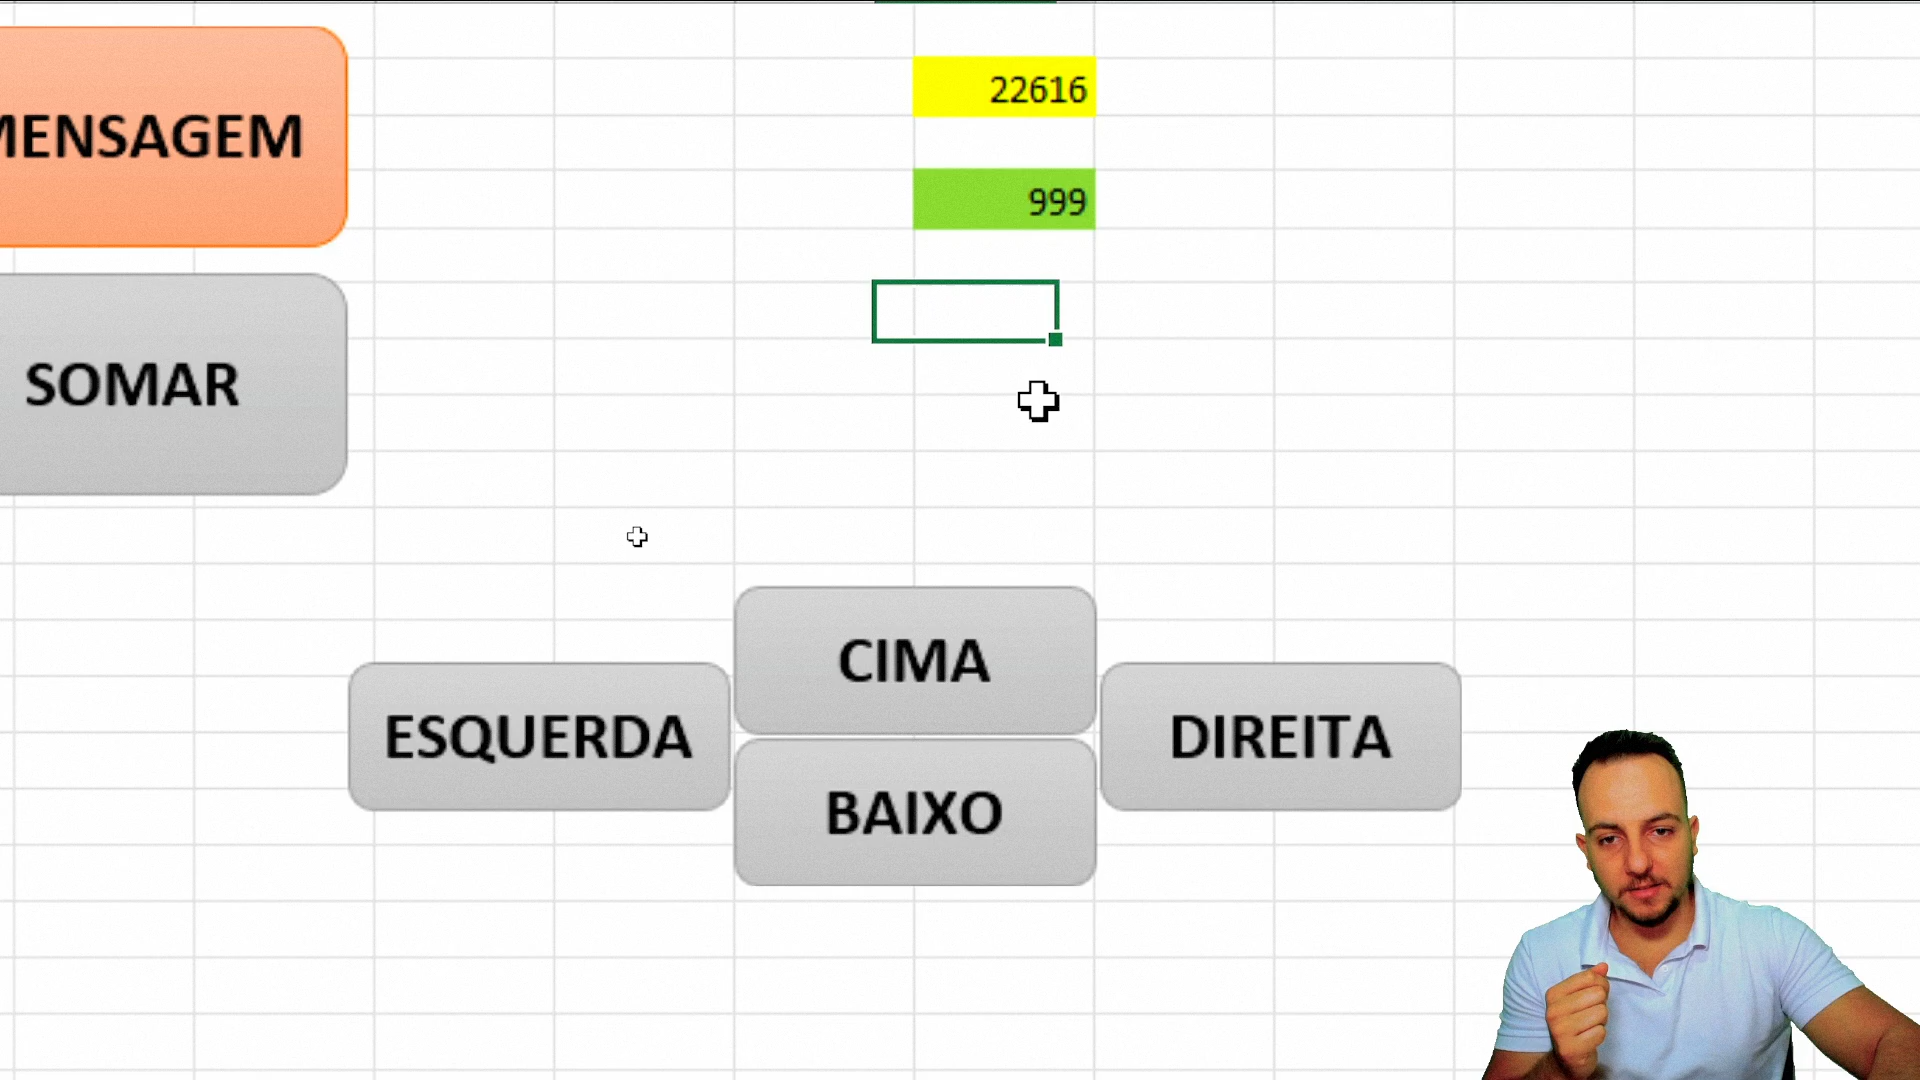 MENSAGEM
22616
999
SOMAR
CIMA
ESQUERDA
DIREITA
BAIXO